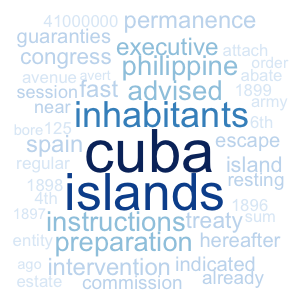 41000000 permanence
guaranties executive attach
congress philippine order
avenue avert abate
session fast advised 1899
near inhabitants army
bore 125 6th
spain cuba escape
regular island
1898 islands resting
4th 1896
1897 instructions treaty sum
entity preparation hereafter
ago intervention indicated
estate commission already